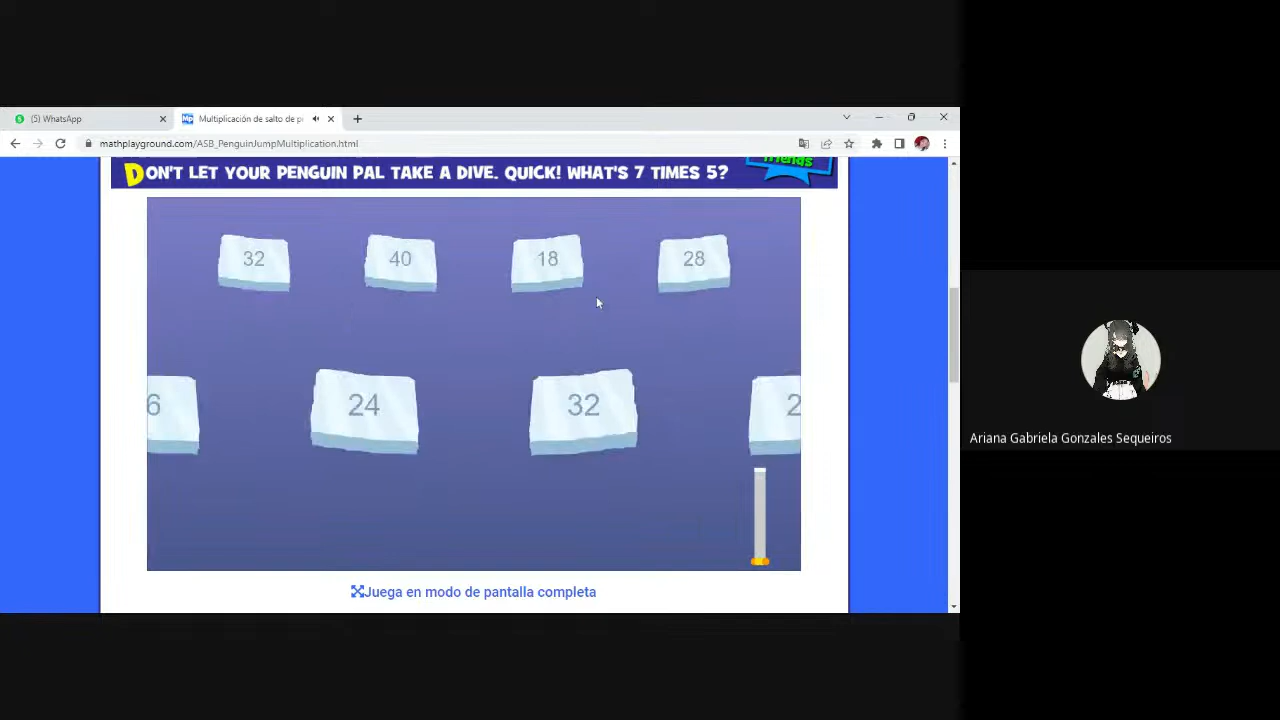 (5) WhatsApp
Multiplicación de salto de pi
mathplayground.com/ASB_PenguinJumpMultiplication.html
friends
DON'T LET YOUR PENGUIN PAL TAKE A DIVE. QUICK! WHAT'S 7 TIMES 5?
32 40 18 28
6 24 32 2
Ariana Gabriela Gonzales Sequeiros
Juega en modo de pantalla completa